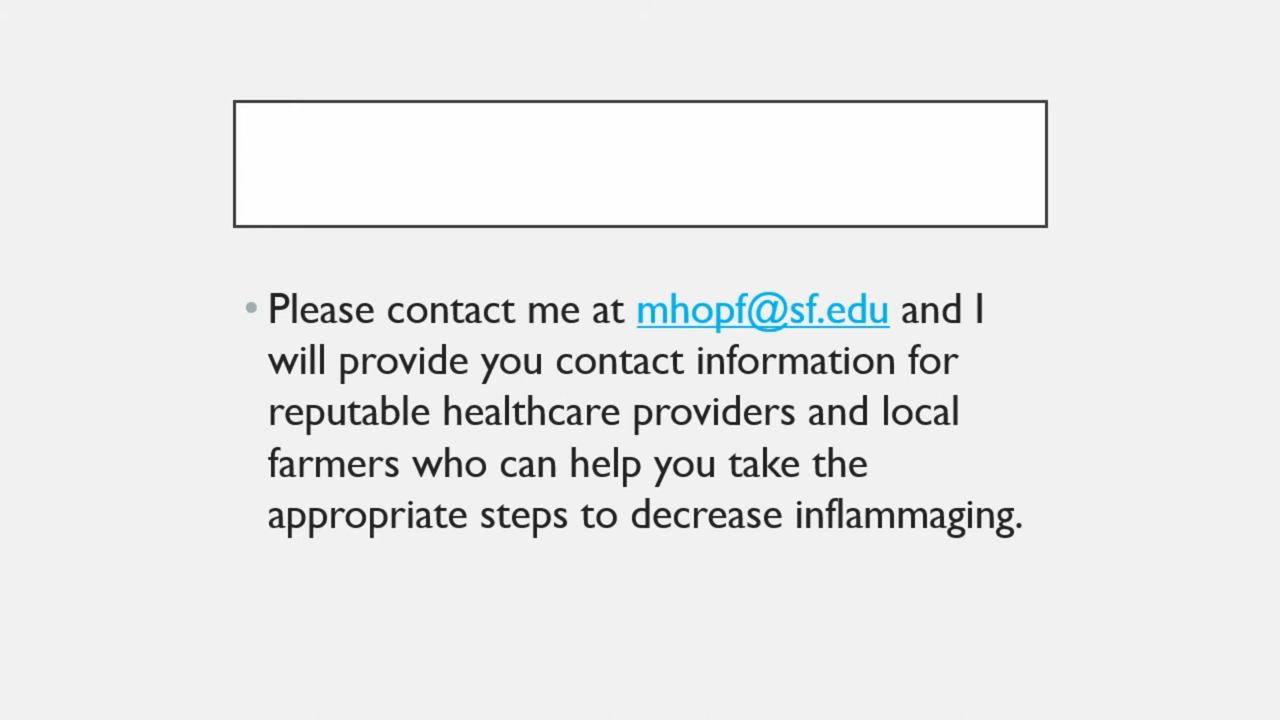 • Please contact me at mhopf@sf.edu and I
will provide you contact information for
reputable healthcare providers and local
farmers who can help you take the
appropriate steps to decrease inflammaging.